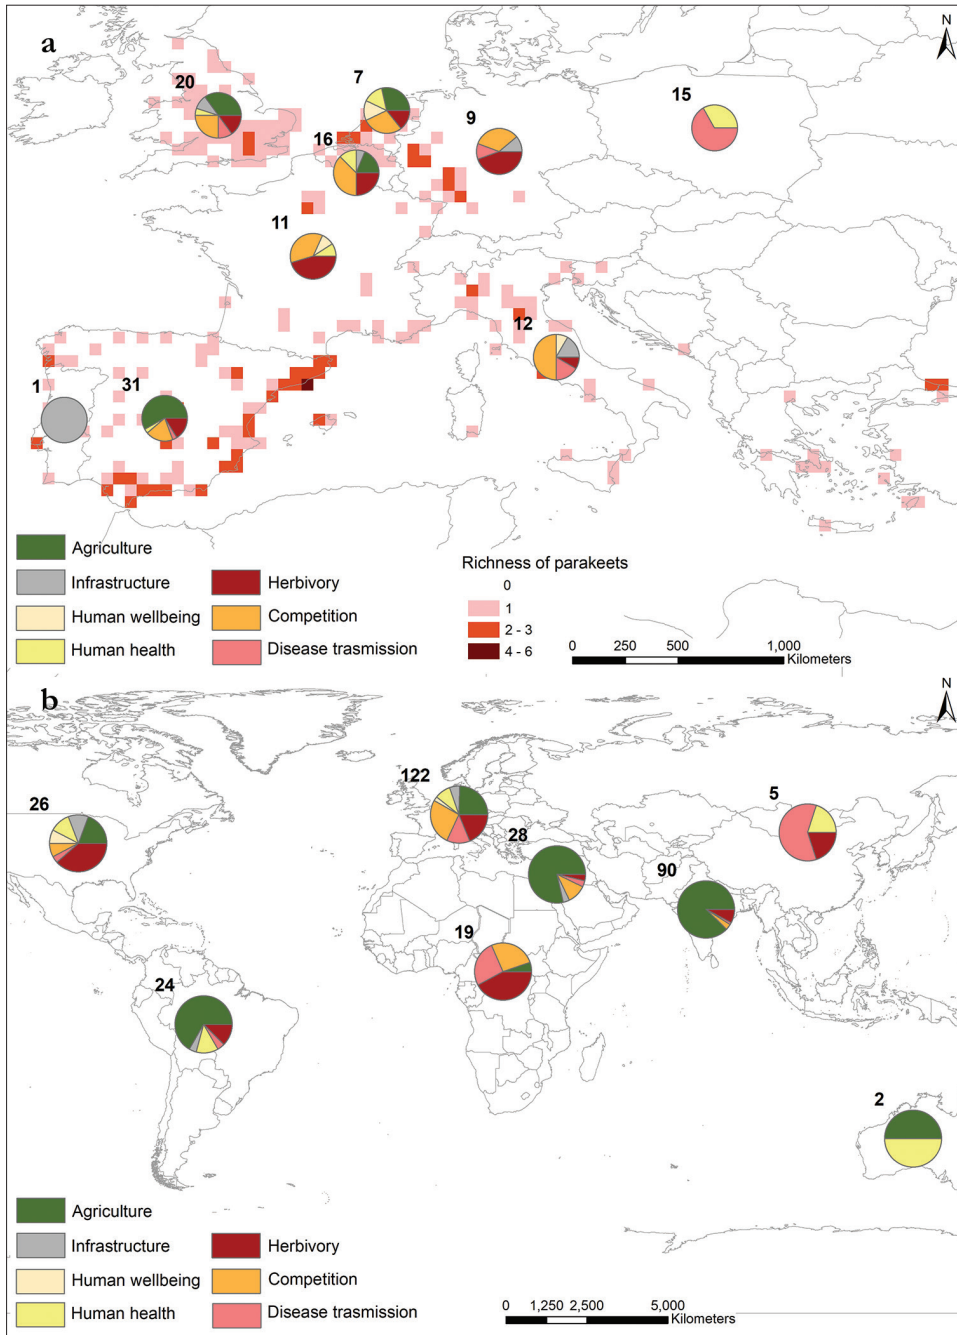 a
N
20
7
9
15
16
11
12
1
31
Agriculture
Infrastructure
Herbivory
Human wellbeing
Competition
Human health
Disease trasmission
Richness of parakeets
0
1
2 - 3
4 - 6
0 250 500 1,000
Kilometers
b
N
122
26
5
28
90
19
24
2
Agriculture
Infrastructure
Herbivory
Human wellbeing
Competition
Human health
Disease trasmission
0 1,250 2,500 5,000
Kilometers